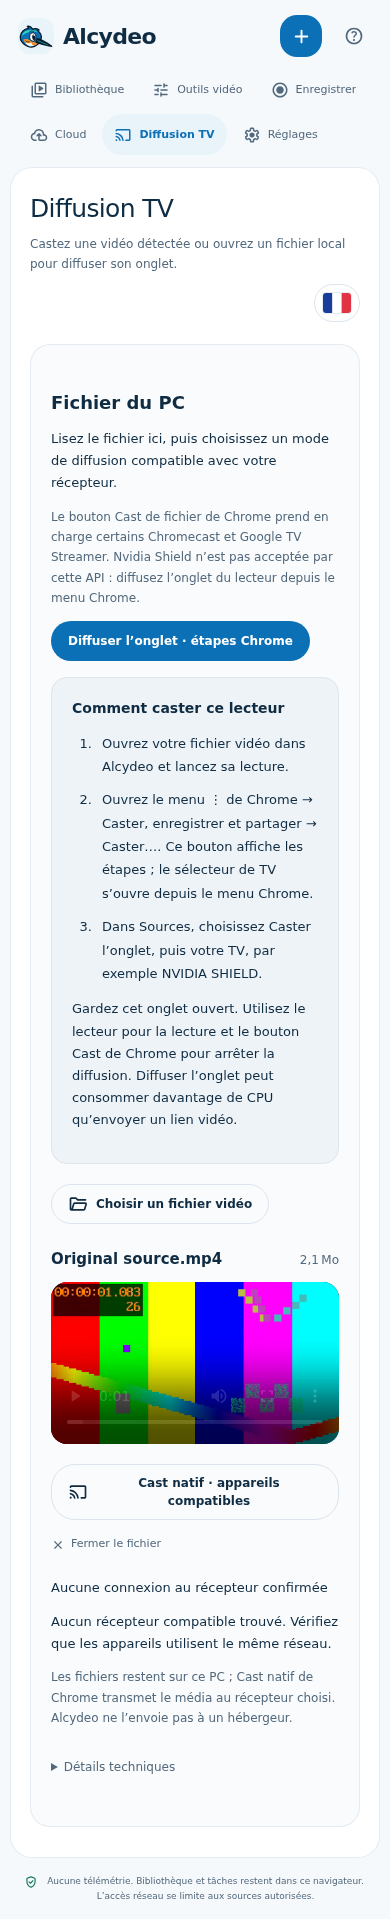 Alcydeo
Bibliothèque
Outils vidéo
Enregistrer
Cloud
Diffusion TV
Réglages
Diffusion TV
Castez une vidéo détectée ou ouvrez un fichier local
pour diffuser son onglet.
Fichier du PC
Lisez le fichier ici, puis choisissez un mode
de diffusion compatible avec votre
récepteur.
Le bouton Cast de fichier de Chrome prend en
charge certains Chromecast et Google TV
Streamer. Nvidia Shield n’est pas acceptée par
cette API : diffusez l’onglet du lecteur depuis le
menu Chrome.
Diffuser l’onglet · étapes Chrome
Comment caster ce lecteur
1. Ouvrez votre fichier vidéo dans
Alcydeo et lancez sa lecture.
2. Ouvrez le menu ⋮ de Chrome →
Caster, enregistrer et partager →
Caster…. Ce bouton affiche les
étapes ; le sélecteur de TV
s’ouvre depuis le menu Chrome.
3. Dans Sources, choisissez Caster
l’onglet, puis votre TV, par
exemple NVIDIA SHIELD.
Gardez cet onglet ouvert. Utilisez le
lecteur pour la lecture et le bouton
Cast de Chrome pour arrêter la
diffusion. Diffuser l’onglet peut
consommer davantage de CPU
qu’envoyer un lien vidéo.
Choisir un fichier vidéo
Original source.mp4
2,1 Mo
00:00:01.083
26
0:01
Cast natif · appareils
compatibles
Fermer le fichier
Aucune connexion au récepteur confirmée
Aucun récepteur compatible trouvé. Vérifiez
que les appareils utilisent le même réseau.
Les fichiers restent sur ce PC ; Cast natif de
Chrome transmet le média au récepteur choisi.
Alcydeo ne l’envoie pas à un hébergeur.
Détails techniques
Aucune télémétrie. Bibliothèque et tâches restent dans ce navigateur.
L’accès réseau se limite aux sources autorisées.